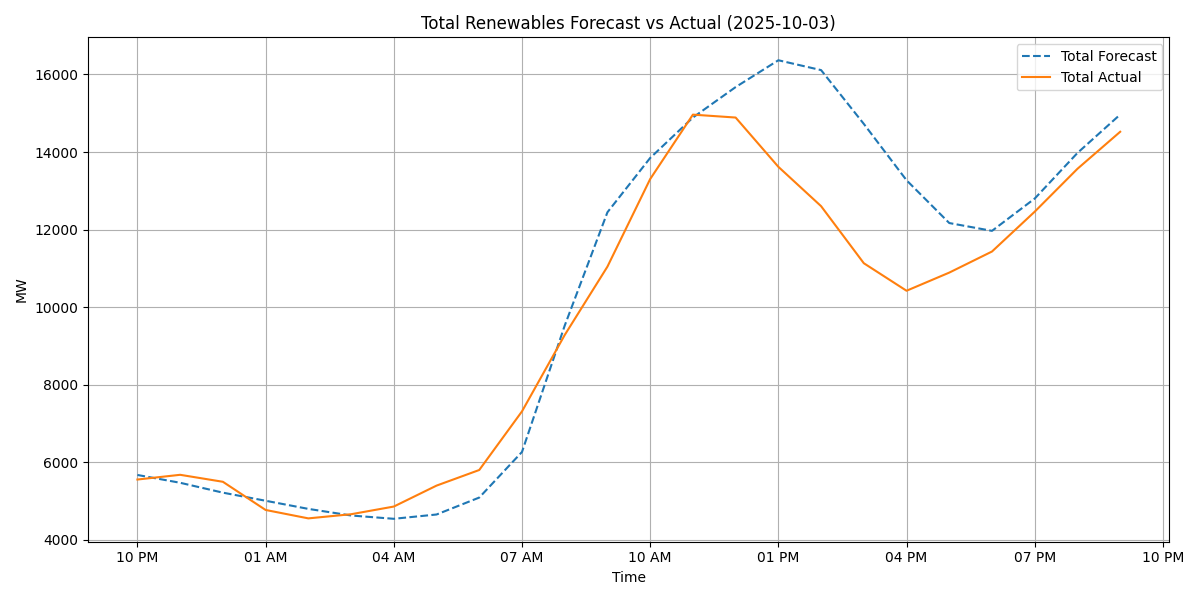 Total Renewables Forecast vs Actual (2025-10-03)
Total Forecast
Total Actual
16000
14000
12000
10000
8000
6000
4000
MW
10 PM 01 AM 04 AM 07 AM 10 AM 01 PM 04 PM 07 PM 10 PM
Time